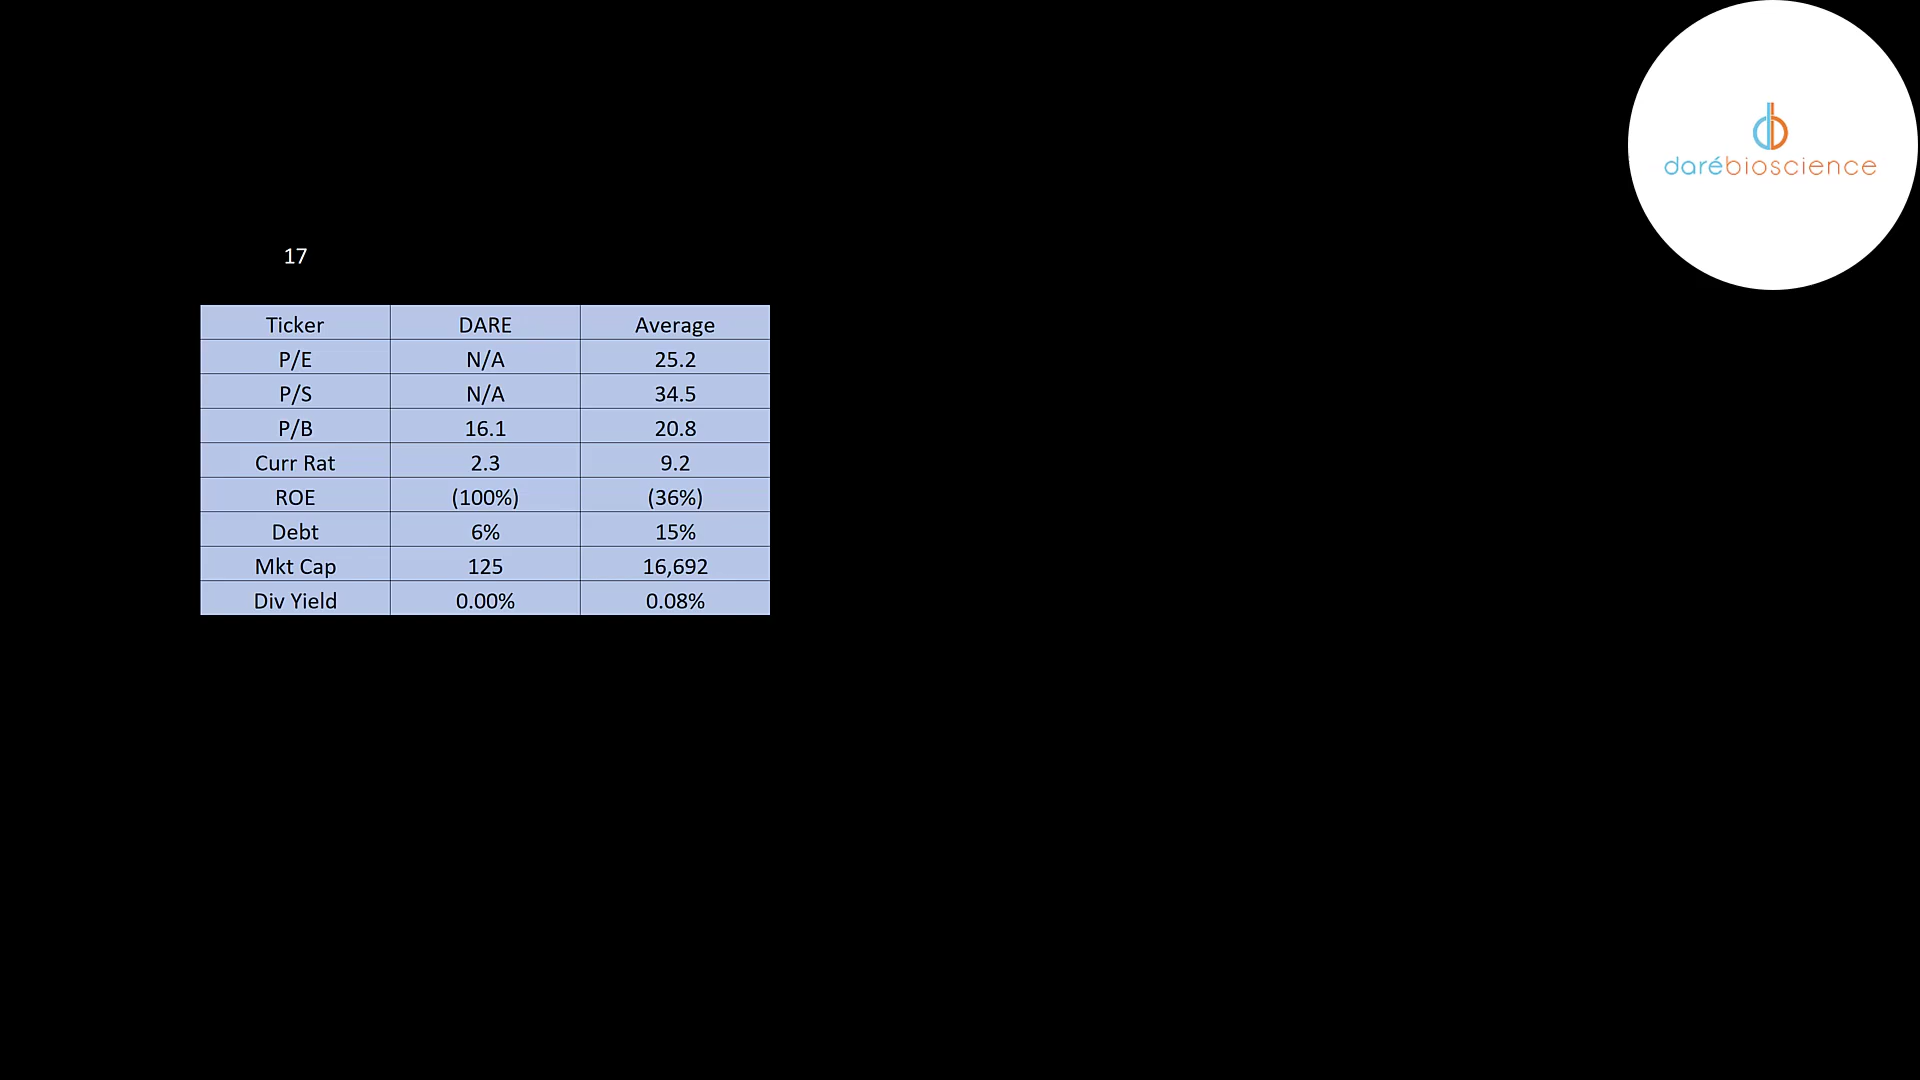 darébioscience
17
Ticker DARE Average
P/E N/A 25.2
P/S N/A 34.5
P/B 16.1 20.8
Curr Rat 2.3 9.2
ROE (100%) (36%)
Debt 6% 15%
Mkt Cap 125 16,692
Div Yield 0.00% 0.08%